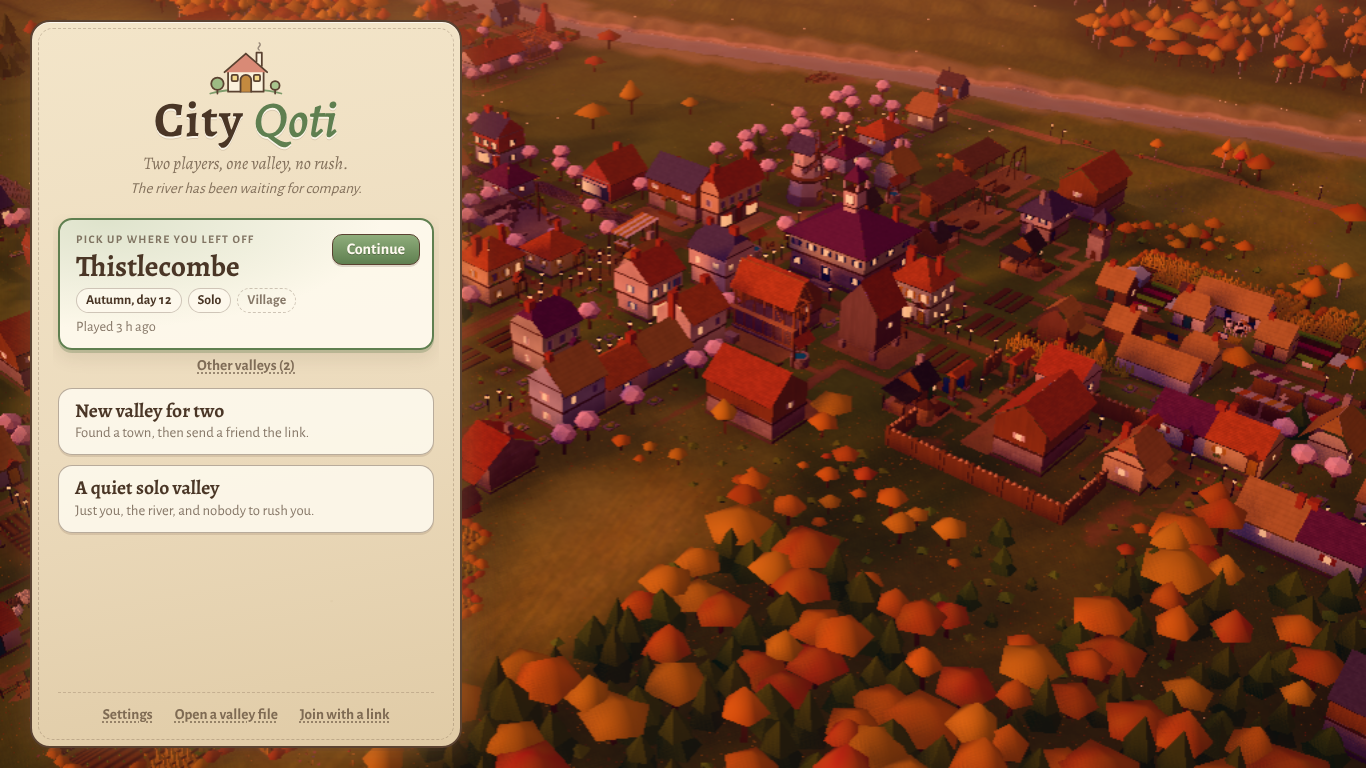 City Qoti
Two players, one valley, no rush.
The river has been waiting for company.
PICK UP WHERE YOU LEFT OFF
Continue
Thistlecombe
Autumn, day 12 Solo Village
Played 3 h ago
Other valleys (2)
New valley for two
Found a town, then send a friend the link.
A quiet solo valley
Just you, the river, and nobody to rush you.
Settings Open a valley file Join with a link